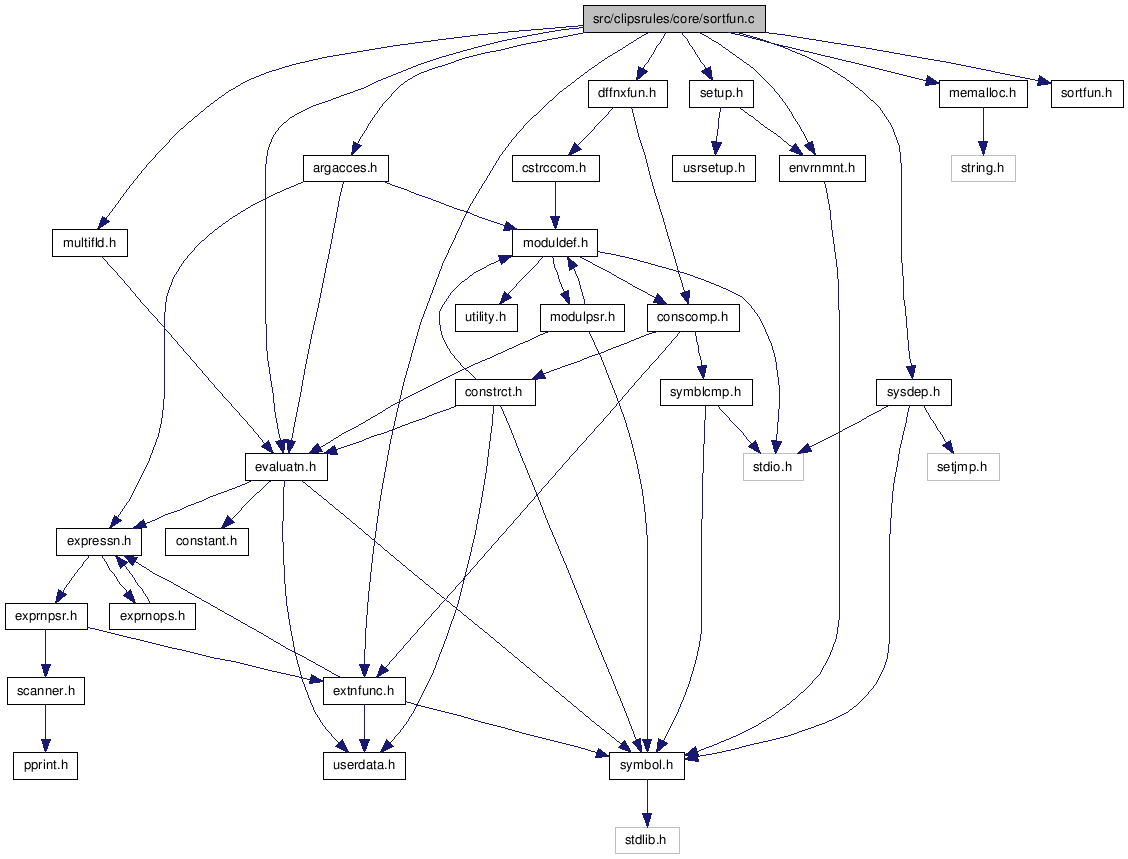 src/clipsrules/core/sortfun.c
dffnxfun.h
setup.h
memalloc.h
sortfun.h
argacces.h
cstrccom.h
usrsetup.h
envrnmnt.h
string.h
multifld.h
moduldef.h
utility.h
modulpsr.h
conscomp.h
constrct.h
symblcmp.h
sysdep.h
evaluatn.h
stdio.h
setjmp.h
expressn.h
constant.h
exprnpsr.h
exprnops.h
scanner.h
extnfunc.h
pprint.h
userdata.h
symbol.h
stdlib.h